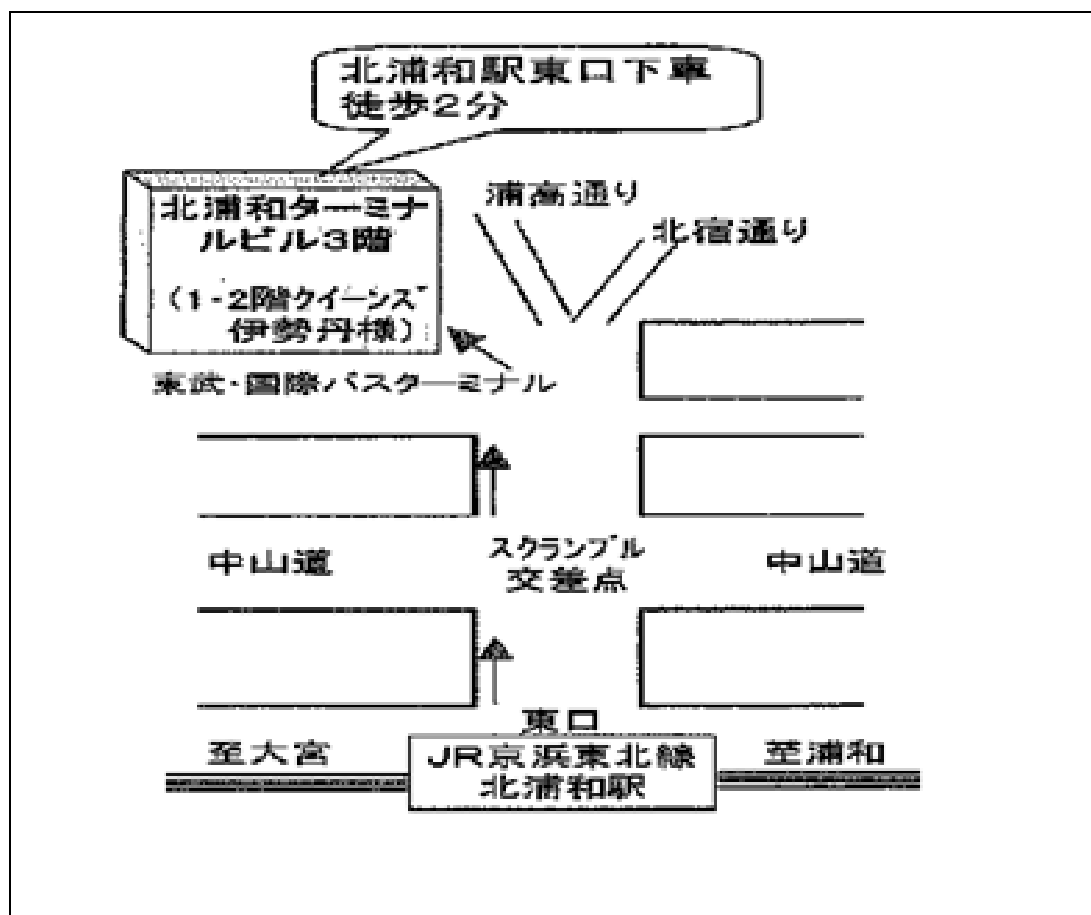 北浦和駅東口下車
徒歩2分
浦高通り
北宿通り
北浦和ターミナ
ルビル3階
(1-2階クイーンズ
伊勢丹様)
東武・国際バスターミナル
中山道
スクランブル
交差点
中山道
東口
至大宮
JR京浜東北線
北浦和駅
至浦和